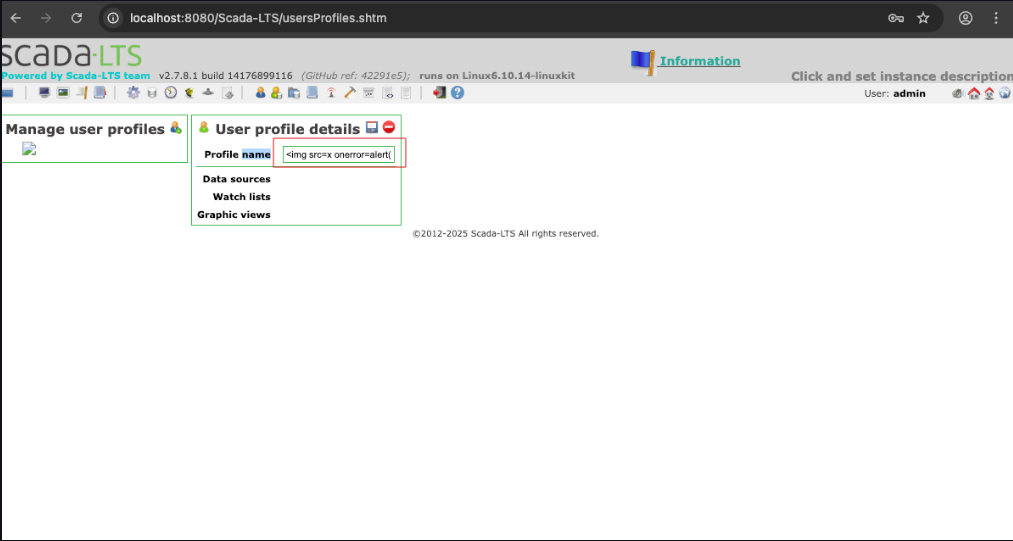 localhost:8080/Scada-LTS/usersProfiles.shtm
scada-LTS
Information
Powered by Scada-LTS team v2.7.8.1 build 14176899116 (GitHub ref: 42291e5); runs on Linux6.10.14-linuxkit
Click and set instance description
User: admin
Manage user profiles
User profile details
Profile name <img src=x onerror=alert(
Data sources
Watch lists
Graphic views
©2012-2025 Scada-LTS All rights reserved.